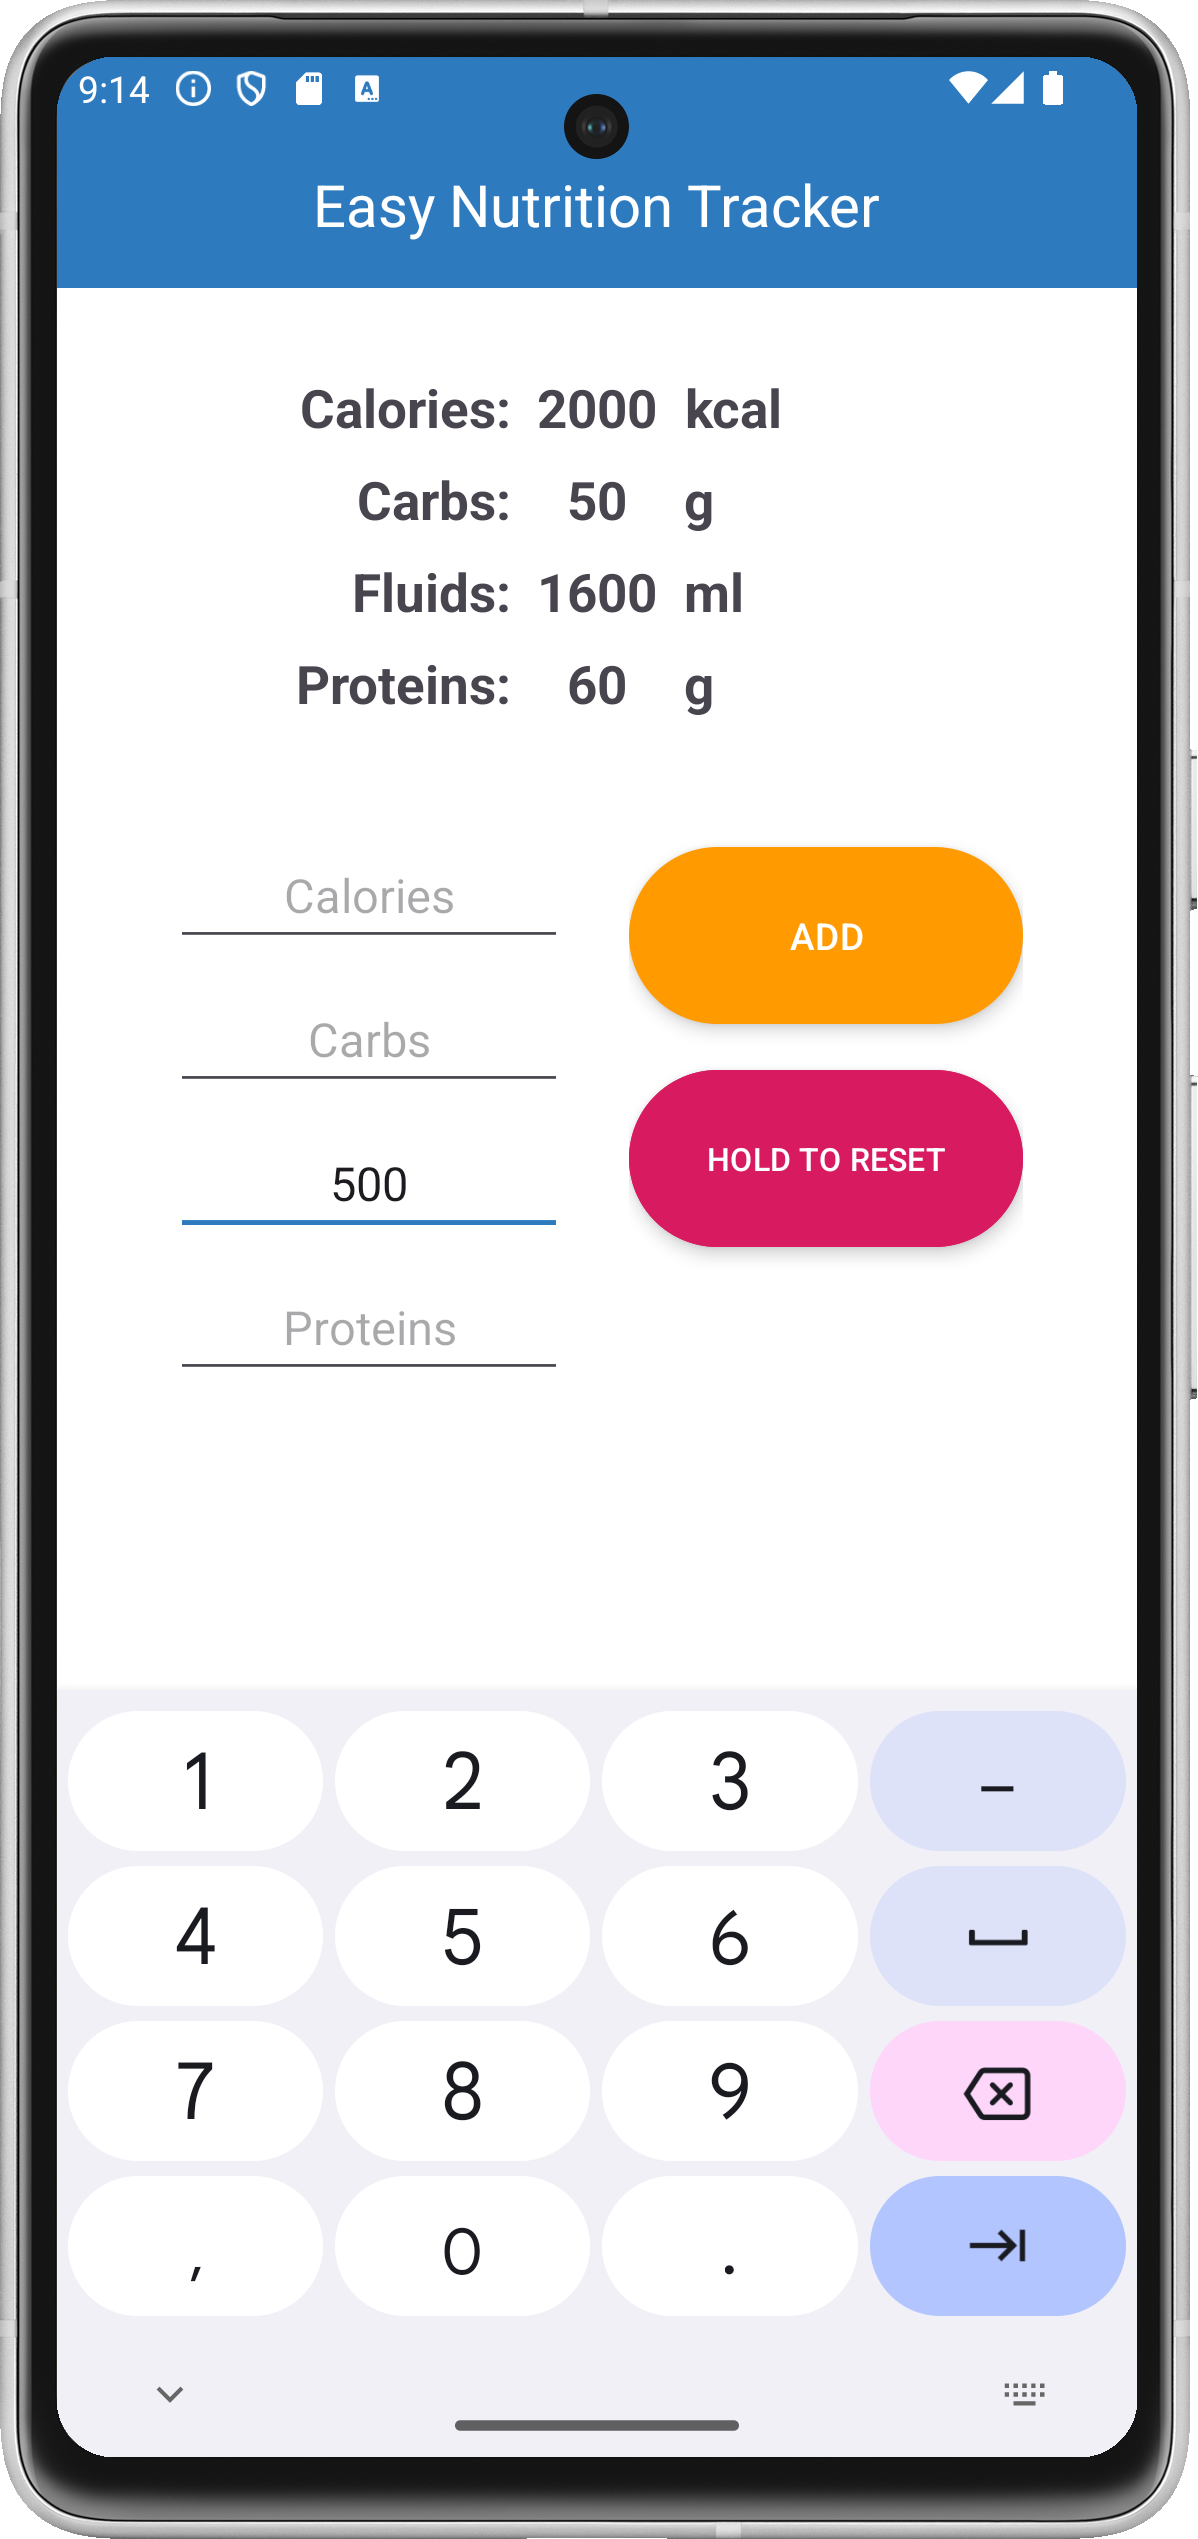 9:14
Easy Nutrition Tracker
Calories: 2000 kcal
Carbs: 50 g
Fluids: 1600 ml
Proteins: 60 g
Calories
ADD
Carbs
HOLD TO RESET
500
Proteins
1 2 3 –
4 5 6
7 8 9
, 0 .